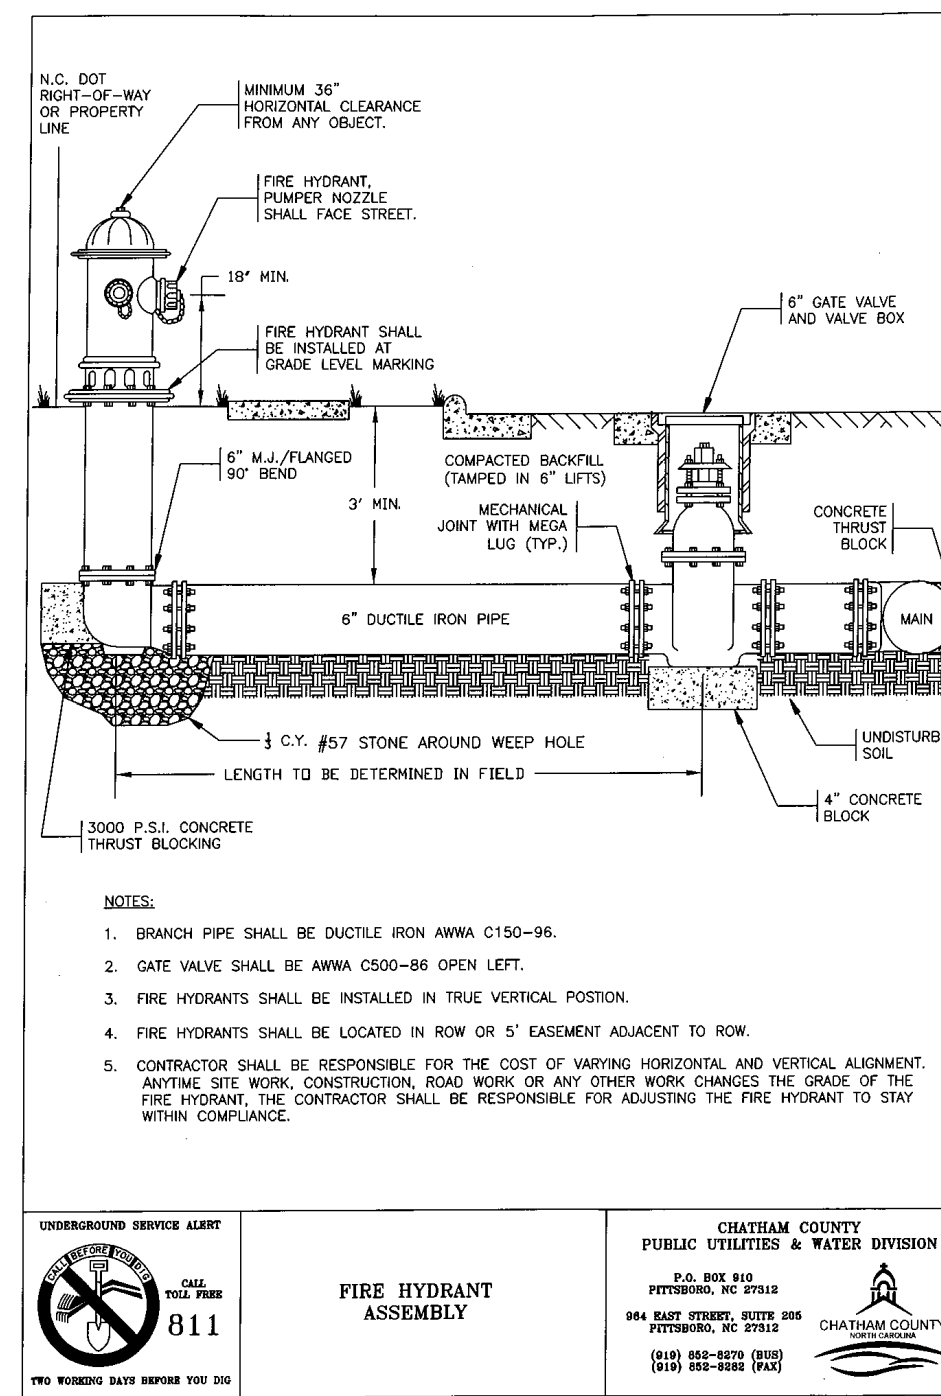 N.C. DOT
RIGHT-OF-WAY
OR PROPERTY
LINE
MINIMUM 36"
HORIZONTAL CLEARANCE
FROM ANY OBJECT.
FIRE HYDRANT,
PUMPER NOZZLE
SHALL FACE STREET.
18" MIN.
6" GATE VALVE
AND VALVE BOX
FIRE HYDRANT SHALL
BE INSTALLED AT
GRADE LEVEL MARKING
6" M.J./FLANGED
90° BEND
COMPACTED BACKFILL
(TAMPED IN 6" LIFTS)
3' MIN.
MECHANICAL
JOINT WITH MEGA
LUG (TYP.)
CONCRETE
THRUST
BLOCK
6" DUCTILE IRON PIPE
MAIN
1/3 C.Y. #57 STONE AROUND WEEP HOLE
UNDISTURB
SOIL
LENGTH TO BE DETERMINED IN FIELD
4" CONCRETE
BLOCK
3000 P.S.I. CONCRETE
THRUST BLOCKING
NOTES:
1. BRANCH PIPE SHALL BE DUCTILE IRON AWWA C150-96.
2. GATE VALVE SHALL BE AWWA C500-86 OPEN LEFT.
3. FIRE HYDRANTS SHALL BE INSTALLED IN TRUE VERTICAL POSTION.
4. FIRE HYDRANTS SHALL BE LOCATED IN ROW OR 5' EASEMENT ADJACENT TO ROW.
5. CONTRACTOR SHALL BE RESPONSIBLE FOR THE COST OF VARYING HORIZONTAL AND VERTICAL ALIGNMENT.
ANYTIME SITE WORK, CONSTRUCTION, ROAD WORK OR ANY OTHER WORK CHANGES THE GRADE OF THE
FIRE HYDRANT, THE CONTRACTOR SHALL BE RESPONSIBLE FOR ADJUSTING THE FIRE HYDRANT TO STAY
WITHIN COMPLIANCE.
UNDERGROUND SERVICE ALERT
CALL BEFORE YOU DIG
CALL
TOLL FREE
811
TWO WORKING DAYS BEFORE YOU DIG
FIRE HYDRANT
ASSEMBLY
CHATHAM COUNTY
PUBLIC UTILITIES & WATER DIVISION
P.O. BOX 910
PITTSBORO, NC 27312
964 EAST STREET, SUITE 205
PITTSBORO, NC 27312
(919) 852-8270 (BUS)
(919) 852-8282 (FAX)
CHATHAM COUNTY
NORTH CAROLINA